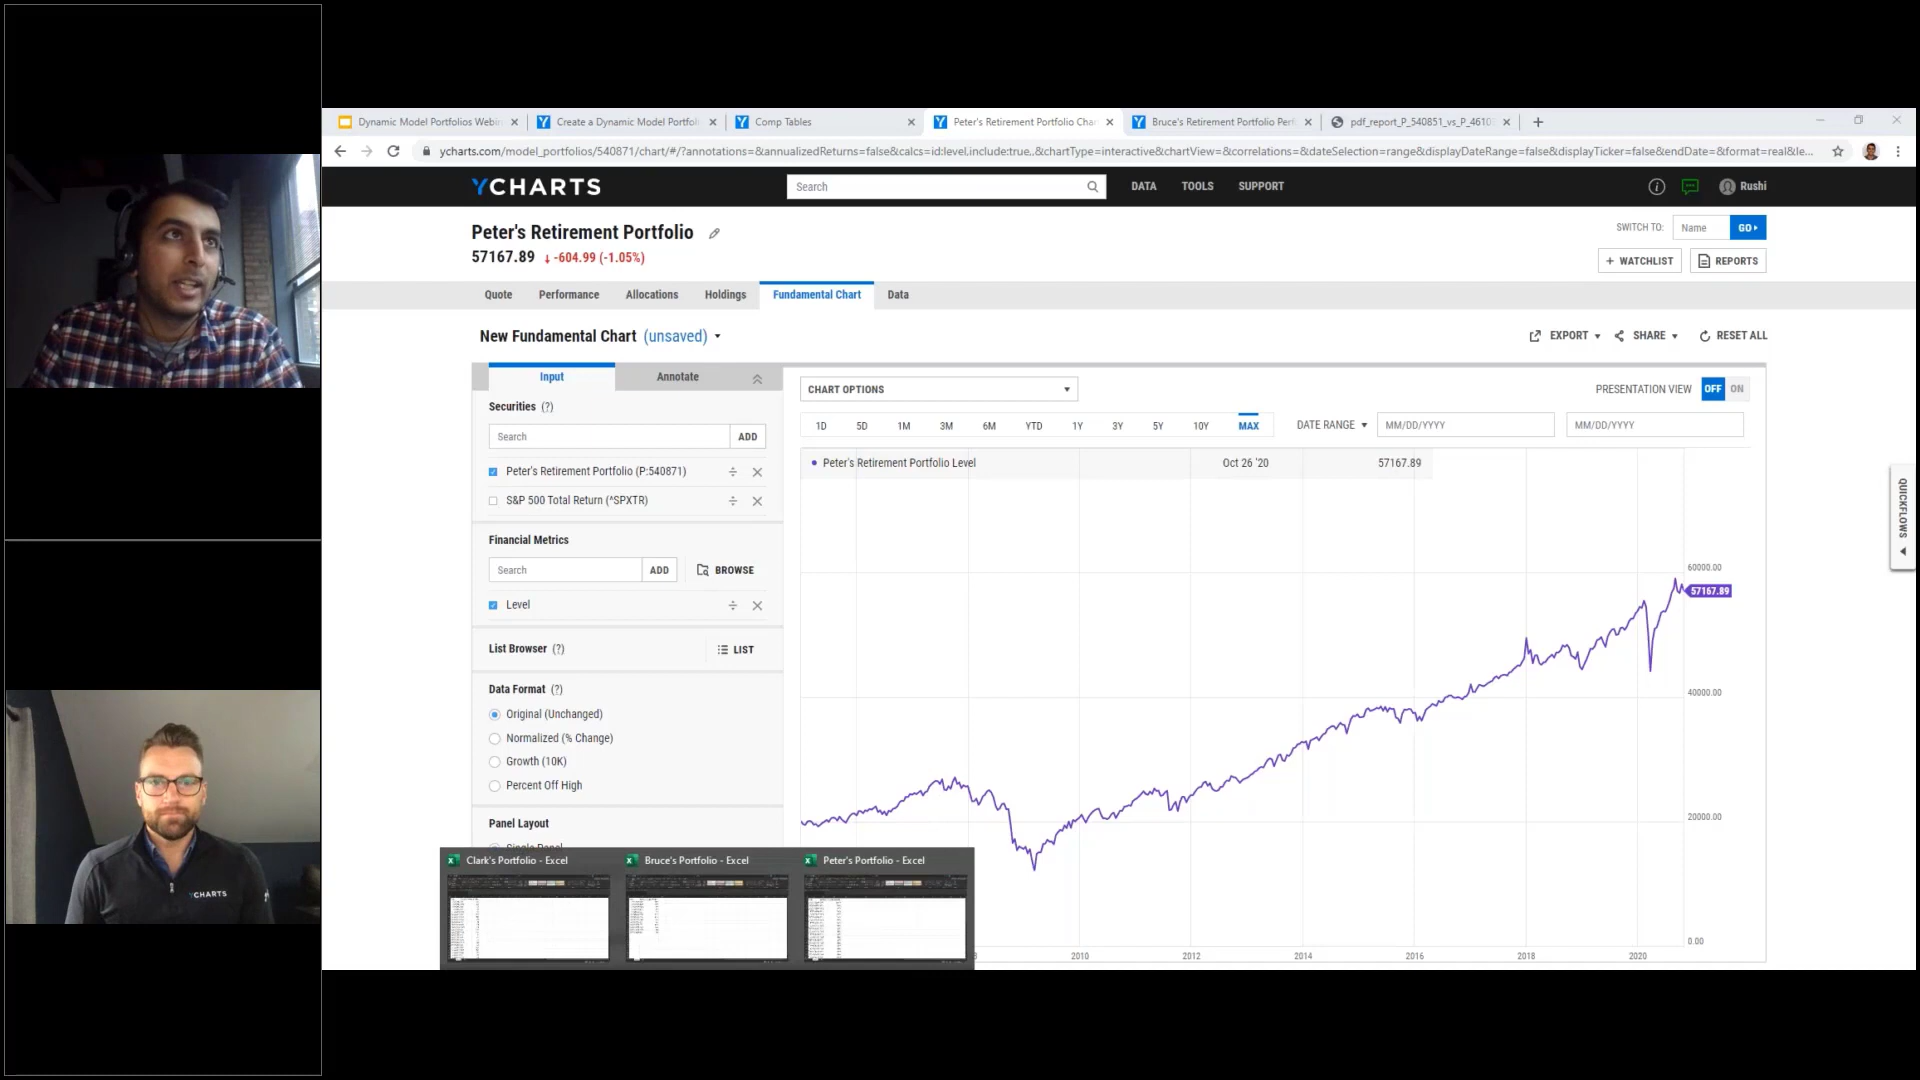 Dynamic Model Portfolios Webin
Create a Dynamic Model Portfoli
Comp Tables
Peter's Retirement Portfolio Char
Bruce's Retirement Portfolio Perf
pdf_report_P_540851_vs_P_4610
ycharts.com/model_portfolios/540871/chart/#/?annotations=&annualizedReturns=false&calcs=id:level,include:true,,&chartType=interactive&chartView=&correlations=&dateSelection=range&displayDateRange=false&displayTicker=false&endDate=&format=real&le...
YCHARTS
Search
DATA TOOLS SUPPORT
Rushi
Peter's Retirement Portfolio
57167.89 ↓ -604.99 (-1.05%)
SWITCH TO: Name GO
+ WATCHLIST REPORTS
Quote Performance Allocations Holdings Fundamental Chart Data
New Fundamental Chart (unsaved)
EXPORT SHARE RESET ALL
Input Annotate
Securities (?)
Search ADD
Peter's Retirement Portfolio (P:540871)
S&P 500 Total Return (^SPXTR)
Financial Metrics
Search ADD BROWSE
Level
List Browser (?) LIST
Data Format (?)
Original (Unchanged)
Normalized (% Change)
Growth (10K)
Percent Off High
Panel Layout
Single Panel
CHART OPTIONS
PRESENTATION VIEW OFF ON
1D 5D 1M 3M 6M YTD 1Y 3Y 5Y 10Y MAX
DATE RANGE MM/DD/YYYY MM/DD/YYYY
Peter's Retirement Portfolio Level Oct 26 '20 57167.89
60000.00
57167.89
40000.00
20000.00
0.00
8 2010 2012 2014 2016 2018 2020
QUICKFLOWS
Clark's Portfolio - Excel
Bruce's Portfolio - Excel
Peter's Portfolio - Excel
YCHARTS